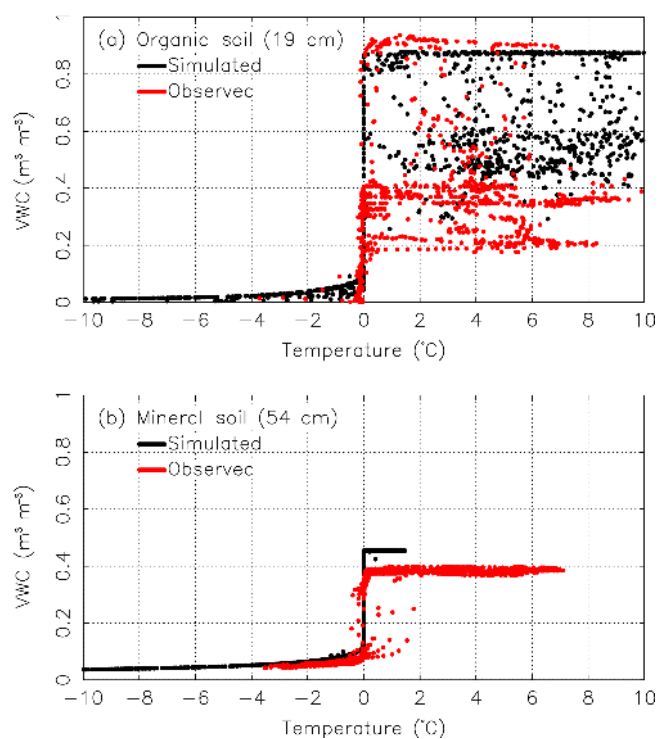 (a) Organic soil (19 cm)
Simulated
Observec
VWC (m³ m⁻³)
1
0.8
0.6
0.4
0.2
0
−10 −8 −6 −4 −2 0 2 4 6 8 10
Temperature (°C)
(b) Minercl soil (54 cm)
Simulated
Observec
VWC (m³ m⁻³)
1
0.8
0.6
0.4
0.2
0
−10 −8 −6 −4 −2 0 2 4 6 8 10
Temperature (°C)